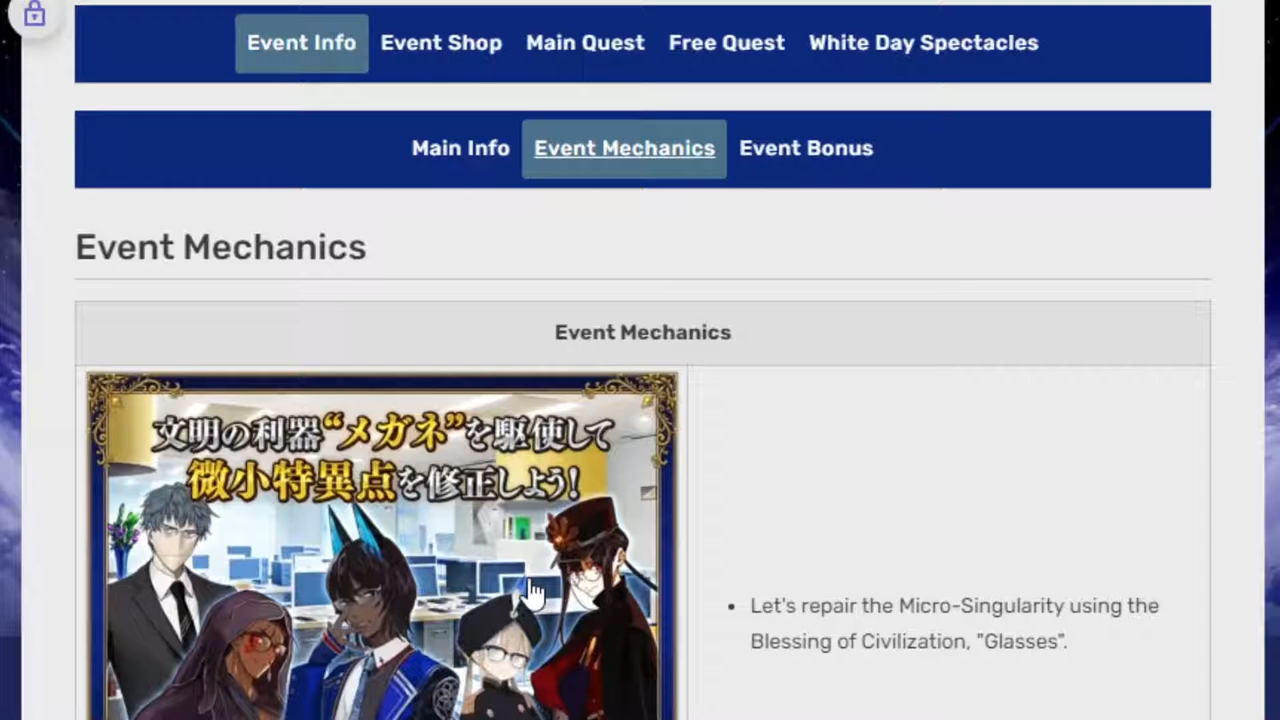 Event Info Event Shop Main Quest Free Quest White Day Spectacles
Main Info Event Mechanics Event Bonus
Event Mechanics
Event Mechanics
文明の利器“メガネ”を駆使して
微小特異点を修正しよう!
Let's repair the Micro-Singularity using the
Blessing of Civilization, "Glasses".